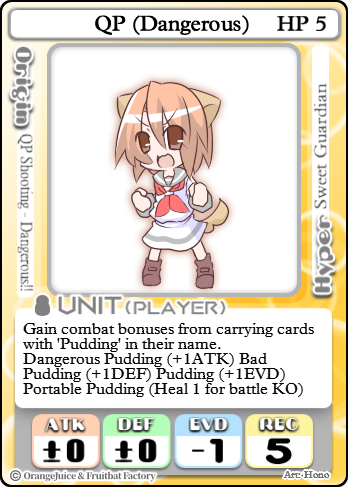 QP (Dangerous) HP 5
Origin QP Shooting - Dangerous!!
Hyper Sweet Guardian
UNIT (PLAYER)
Gain combat bonuses from carrying cards
with 'Pudding' in their name.
Dangerous Pudding (+1ATK) Bad
Pudding (+1DEF) Pudding (+1EVD)
Portable Pudding (Heal 1 for battle KO)
ATK DEF EVD REC
±0 ±0 -1 5
© OrangeJuice & Fruitbat Factory Art: Hono